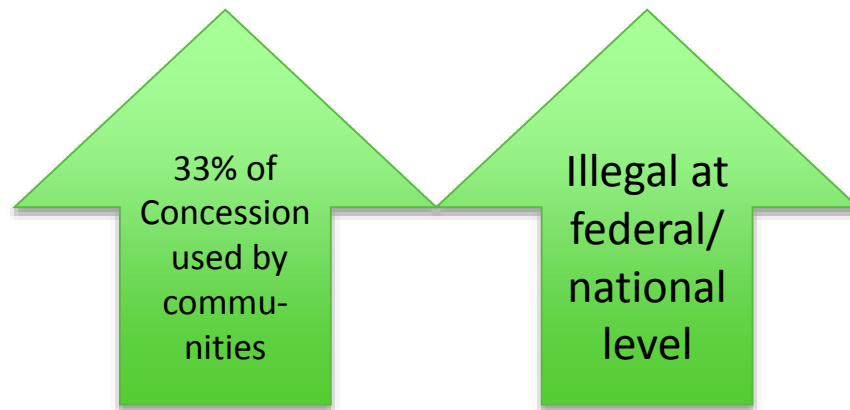 33% of
Concession
used by
commu-
nities
Illegal at
federal/
national
level